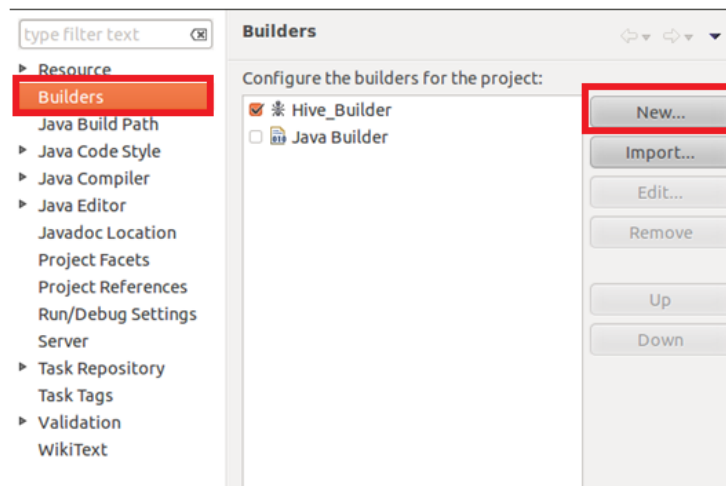 type filter text
Resource
Builders
Java Build Path
Java Code Style
Java Compiler
Java Editor
Javadoc Location
Project Facets
Project References
Run/Debug Settings
Server
Task Repository
Task Tags
Validation
WikiText
Builders
Configure the builders for the project:
Hive_Builder
Java Builder
New...
Import...
Edit...
Remove
Up
Down